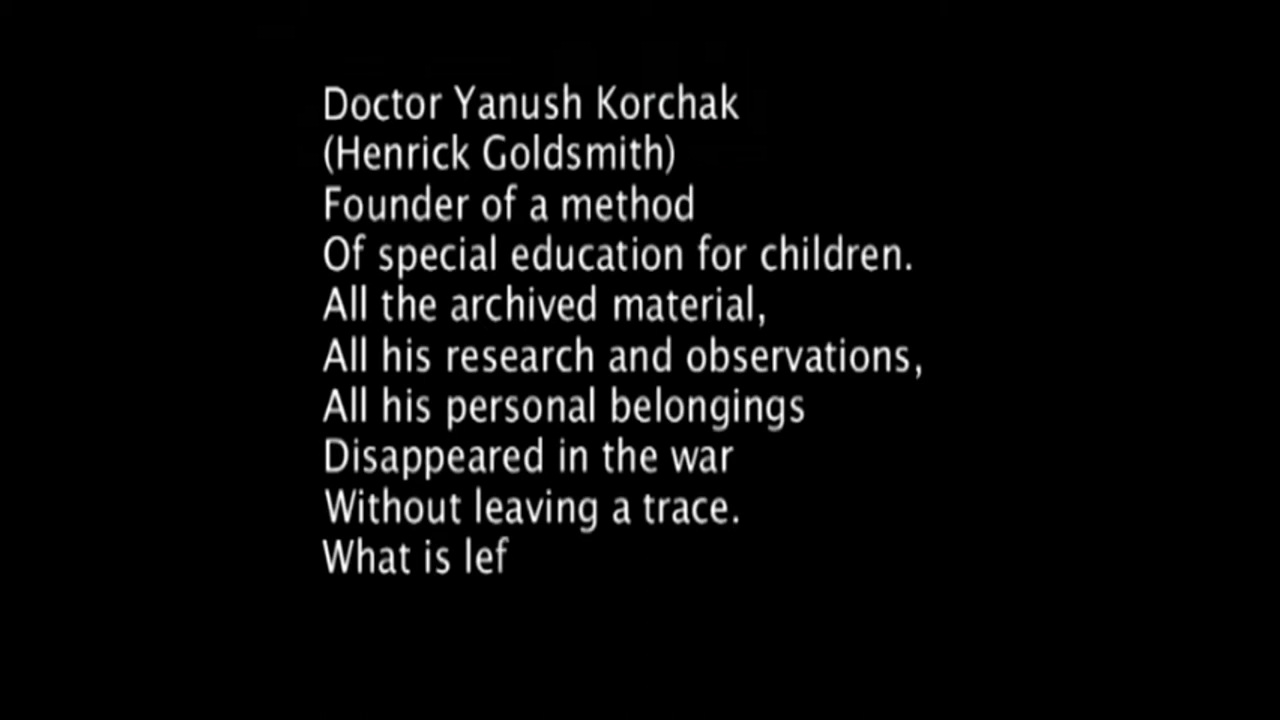 Doctor Yanush Korchak
(Henrick Goldsmith)
Founder of a method
Of special education for children.
All the archived material,
All his research and observations,
All his personal belongings
Disappeared in the war
Without leaving a trace.
What is lef